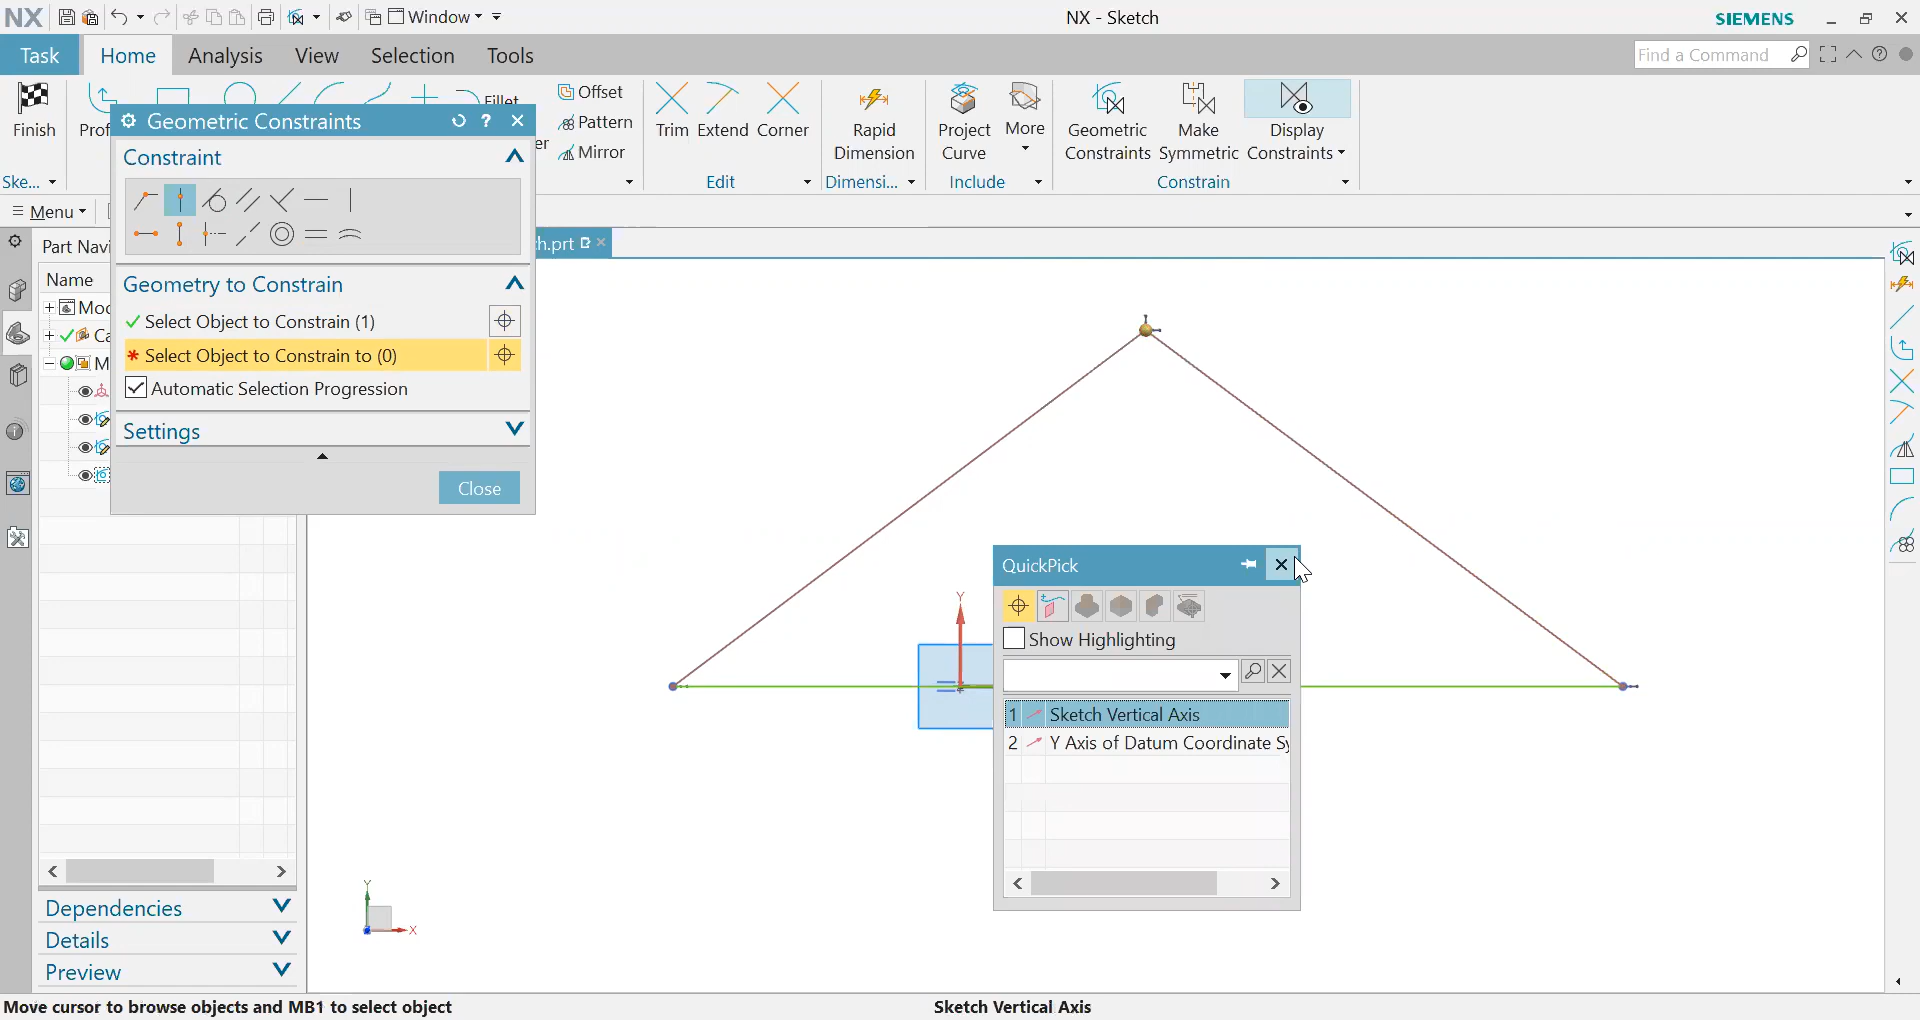 NX
Window
NX - Sketch
SIEMENS
Task
Home
Analysis
View
Selection
Tools
Find a Command
Finish
Prof
Fillet
er
Offset
Pattern
Mirror
Trim
Extend
Corner
Rapid
Dimension
Project
Curve
More
Geometric
Constraints
Make
Symmetric
Display
Constraints
Ske...
Edit
Dimensi...
Include
Constrain
Menu
Part Navi
h.prt
Name
Moc
Ca
M
Geometric Constraints
?
Constraint
Geometry to Constrain
Select Object to Constrain (1)
* Select Object to Constrain to (0)
Automatic Selection Progression
Settings
Close
Y
QuickPick
Show Highlighting
1 Sketch Vertical Axis
2 Y Axis of Datum Coordinate Sy
Y
X
Dependencies
Details
Preview
Move cursor to browse objects and MB1 to select object
Sketch Vertical Axis